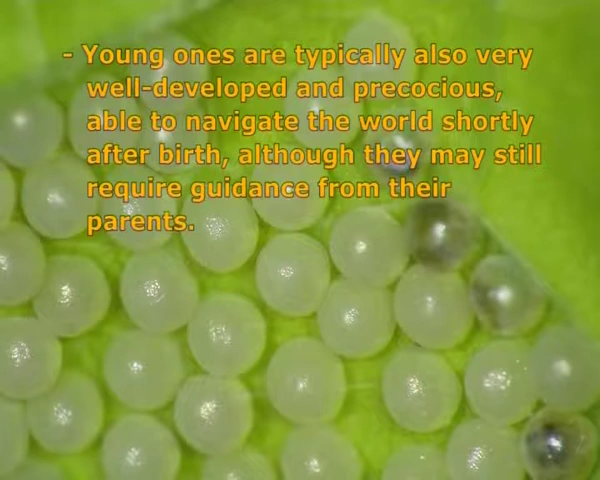 - Young ones are typically also very
well-developed and precocious,
able to navigate the world shortly
after birth, although they may still
require guidance from their
parents.